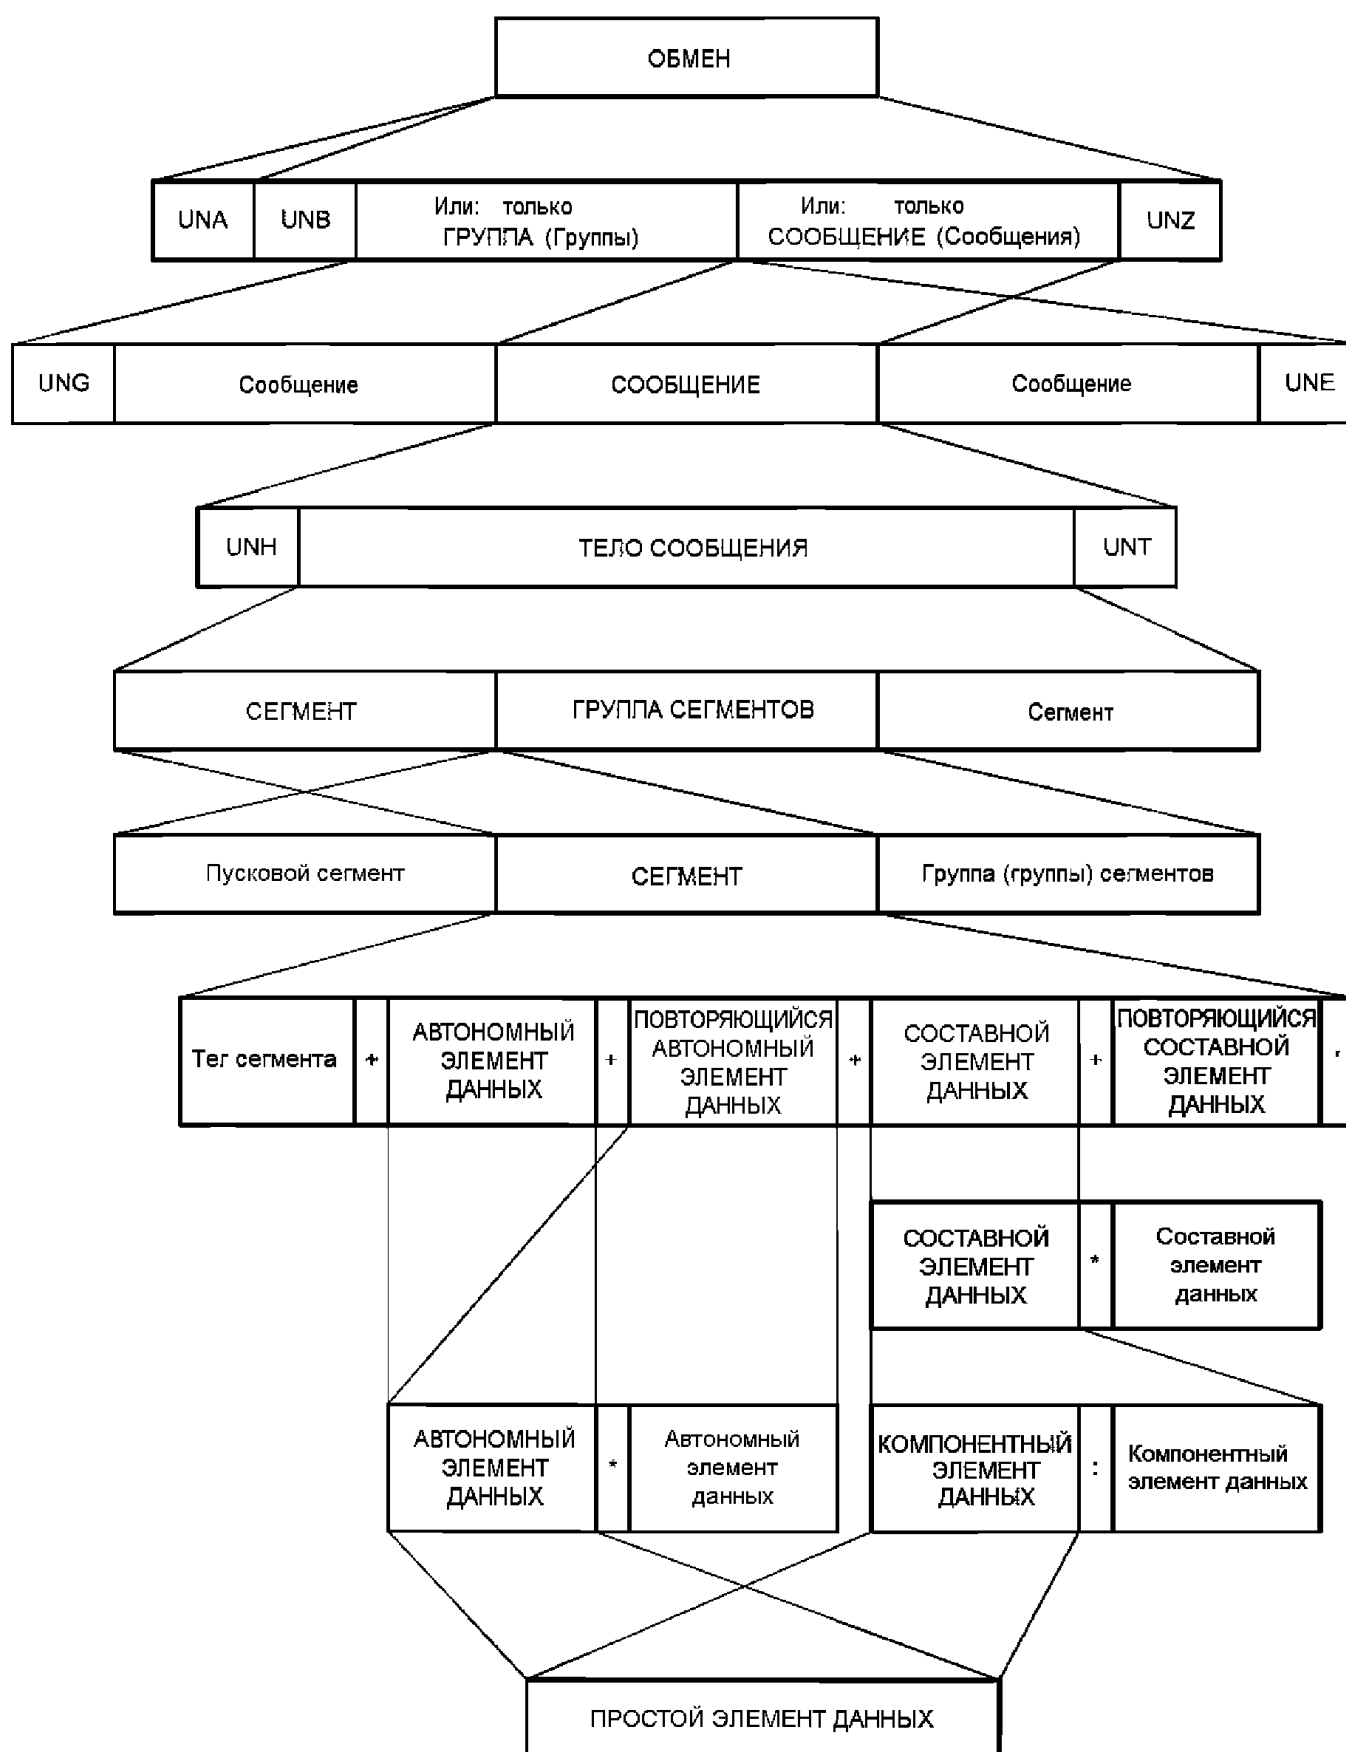 ОБМЕН
UNA
UNB
Или: только
ГРУППА (Группы)
Или: только
СООБЩЕНИЕ (Сообщения)
UNZ
UNG
Сообщение
СООБЩЕНИЕ
Сообщение
UNE
UNH
ТЕЛО СООБЩЕНИЯ
UNT
СЕГМЕНТ
ГРУППА СЕГМЕНТОВ
Сегмент
Пусковой сегмент
СЕГМЕНТ
Группа (группы) сегментов
Тег сегмента
+
АВТОНОМНЫЙ
ЭЛЕМЕНТ
ДАННЫХ
+
ПОВТОРЯЮЩИЙСЯ
АВТОНОМНЫЙ
ЭЛЕМЕНТ
ДАННЫХ
+
СОСТАВНОЙ
ЭЛЕМЕНТ
ДАННЫХ
+
ПОВТОРЯЮЩИЙСЯ
СОСТАВНОЙ
ЭЛЕМЕНТ
ДАННЫХ
'
СОСТАВНОЙ
ЭЛЕМЕНТ
ДАННЫХ
*
Составной
элемент
данных
АВТОНОМНЫЙ
ЭЛЕМЕНТ
ДАННЫХ
*
Автономный
элемент
данных
КОМПОНЕНТНЫЙ
ЭЛЕМЕНТ
ДАННЫХ
:
Компонентный
элемент данных
ПРОСТОЙ ЭЛЕМЕНТ ДАННЫХ